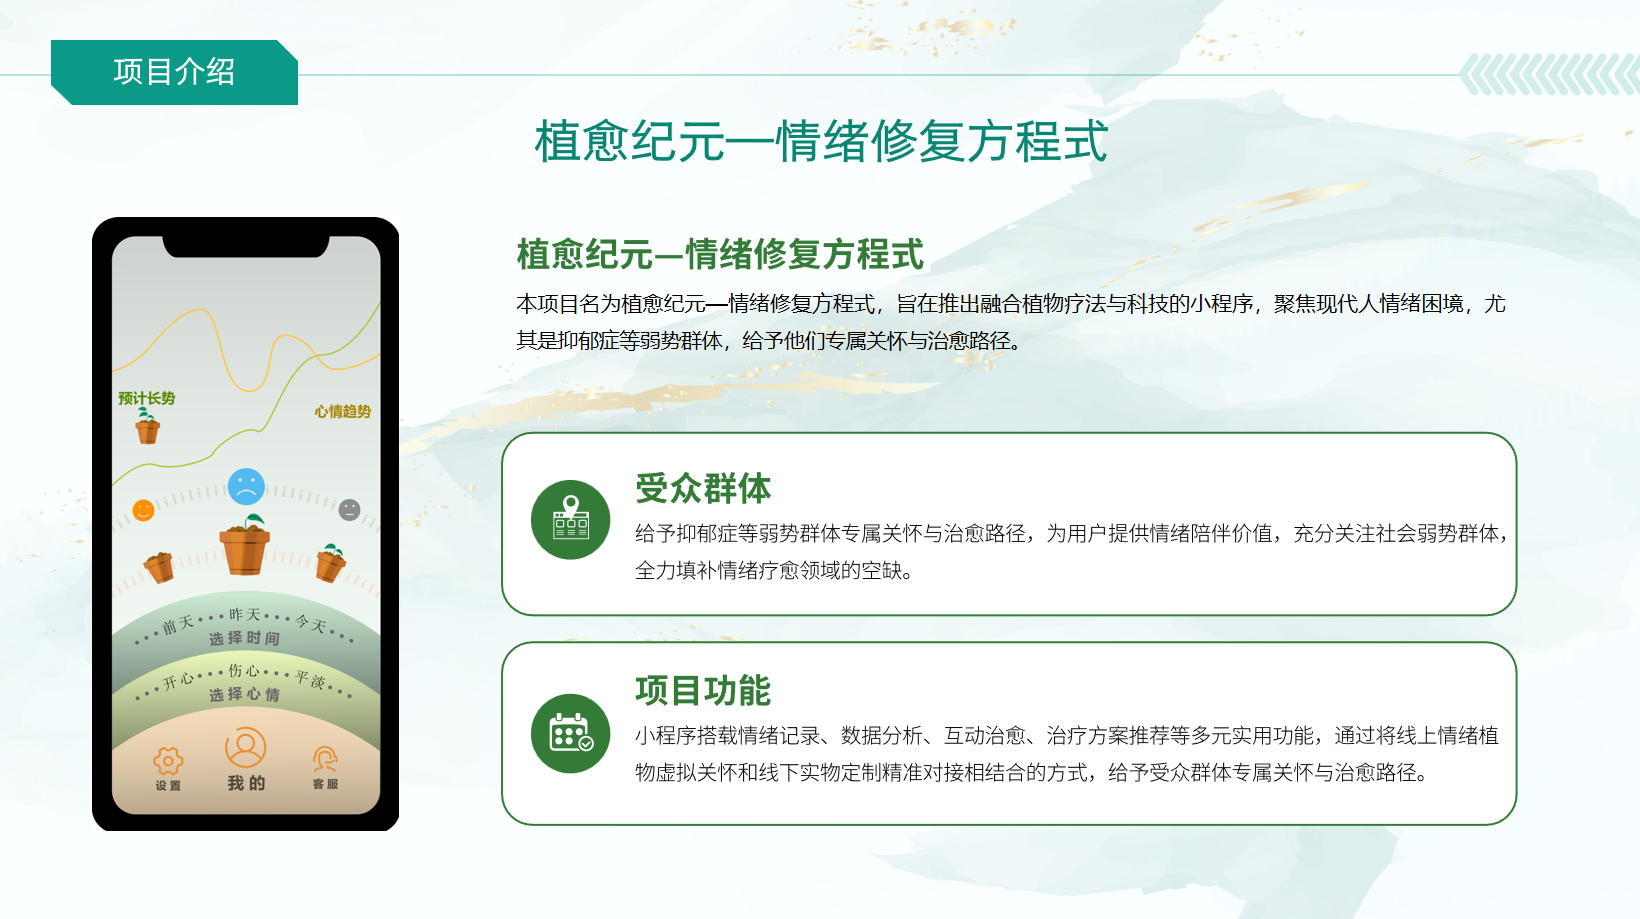 项目介绍
植愈纪元—情绪修复方程式
植愈纪元—情绪修复方程式
本项目名为植愈纪元—情绪修复方程式，旨在推出融合植物疗法与科技的小程序，聚焦现代人情绪困境，尤
其是抑郁症等弱势群体，给予他们专属关怀与治愈路径。
预计长势
心情趋势
前天•••昨天•••今天
选择时间
开心•••伤心•••平淡
选择心情
设置
我的
客服
受众群体
给予抑郁症等弱势群体专属关怀与治愈路径，为用户提供情绪陪伴价值，充分关注社会弱势群体，
全力填补情绪疗愈领域的空缺。
项目功能
小程序搭载情绪记录、数据分析、互动治愈、治疗方案推荐等多元实用功能，通过将线上情绪植
物虚拟关怀和线下实物定制精准对接相结合的方式，给予受众群体专属关怀与治愈路径。